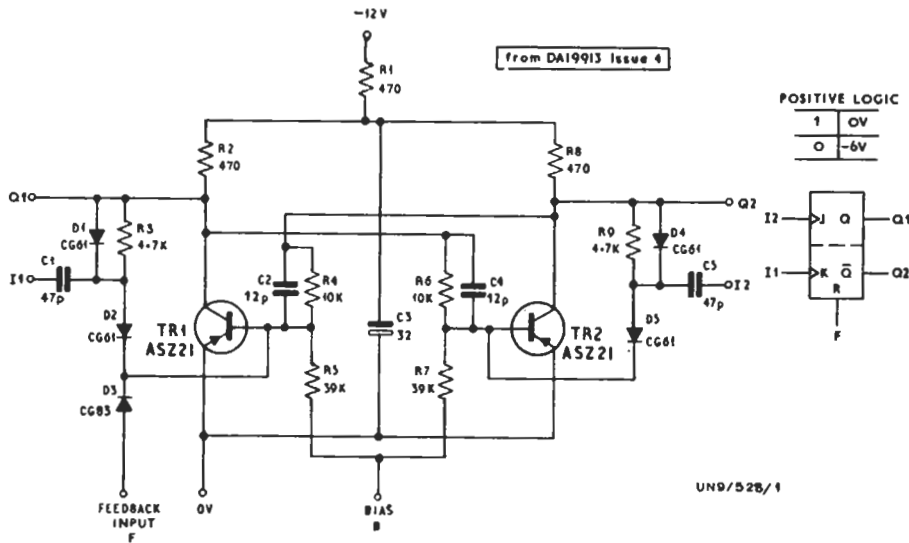 -12V
from DA19913 Issue 4
R1
470
POSITIVE LOGIC
1 0V
0 -6V
R2
470
R8
470
Q1
Q2
D1
CG61
R3
4·7K
R9
4·7K
D4
CG61
I2 J Q Q1
I1
C1
47p
C2
12p
R4
10K
R6
10K
C4
12p
C5
47p
I2
I1 K Q̅ Q2
R
F
D2
CG61
TR1
ASZ21
C3
32
TR2
ASZ21
D5
CG61
R5
39K
R7
39K
D3
CG83
FEEDBACK
INPUT
F
0V
BIAS
B
UN9/528/1